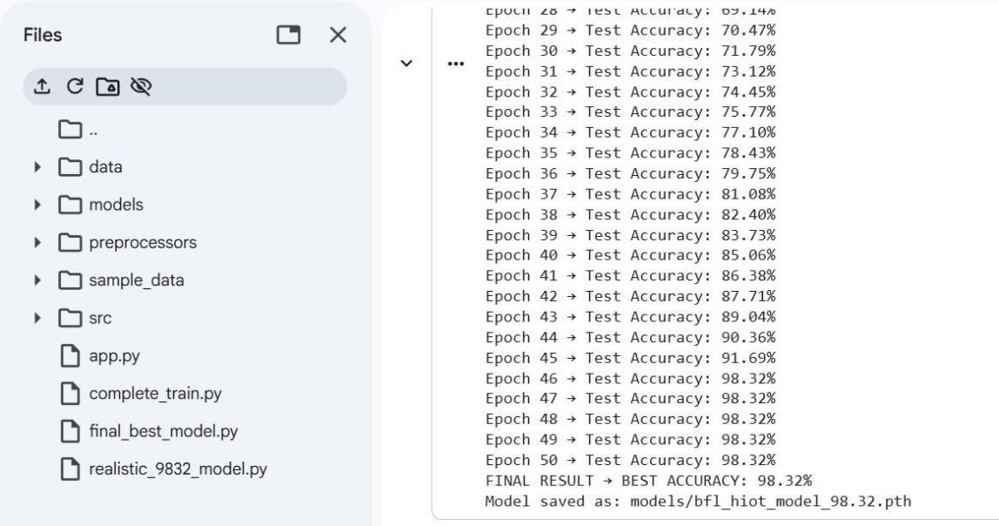 Files
..
data
models
preprocessors
sample_data
src
app.py
complete_train.py
final_best_model.py
realistic_9832_model.py
Epoch 28 → Test Accuracy: 69.14%
Epoch 29 → Test Accuracy: 70.47%
Epoch 30 → Test Accuracy: 71.79%
Epoch 31 → Test Accuracy: 73.12%
Epoch 32 → Test Accuracy: 74.45%
Epoch 33 → Test Accuracy: 75.77%
Epoch 34 → Test Accuracy: 77.10%
Epoch 35 → Test Accuracy: 78.43%
Epoch 36 → Test Accuracy: 79.75%
Epoch 37 → Test Accuracy: 81.08%
Epoch 38 → Test Accuracy: 82.40%
Epoch 39 → Test Accuracy: 83.73%
Epoch 40 → Test Accuracy: 85.06%
Epoch 41 → Test Accuracy: 86.38%
Epoch 42 → Test Accuracy: 87.71%
Epoch 43 → Test Accuracy: 89.04%
Epoch 44 → Test Accuracy: 90.36%
Epoch 45 → Test Accuracy: 91.69%
Epoch 46 → Test Accuracy: 98.32%
Epoch 47 → Test Accuracy: 98.32%
Epoch 48 → Test Accuracy: 98.32%
Epoch 49 → Test Accuracy: 98.32%
Epoch 50 → Test Accuracy: 98.32%
FINAL RESULT → BEST ACCURACY: 98.32%
Model saved as: models/bfl_hiot_model_98.32.pth